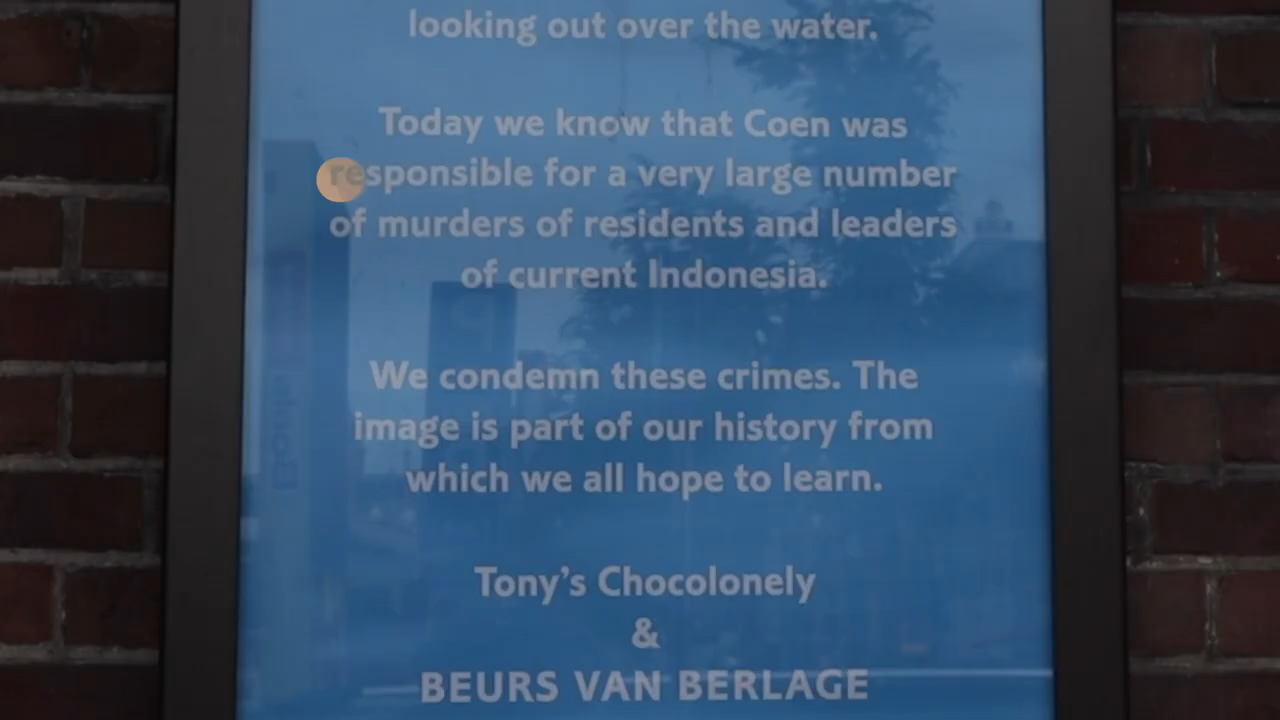 looking out over the water.
Today we know that Coen was
responsible for a very large number
of murders of residents and leaders
of current Indonesia.
We condemn these crimes. The
image is part of our history from
which we all hope to learn.
Tony's Chocolonely
&
BEURS VAN BERLAGE